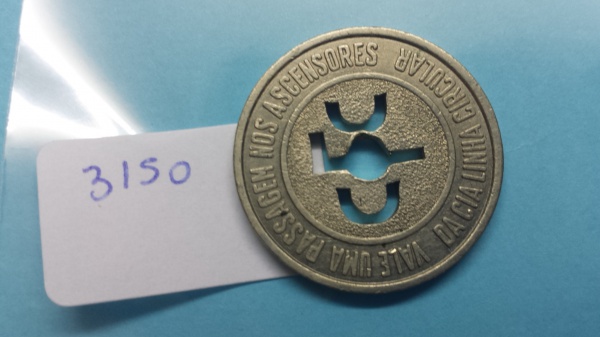 3150
VALE UMA PASSAGEM NOS ASCENSORES
DA CIA LINHA CIRCULAR